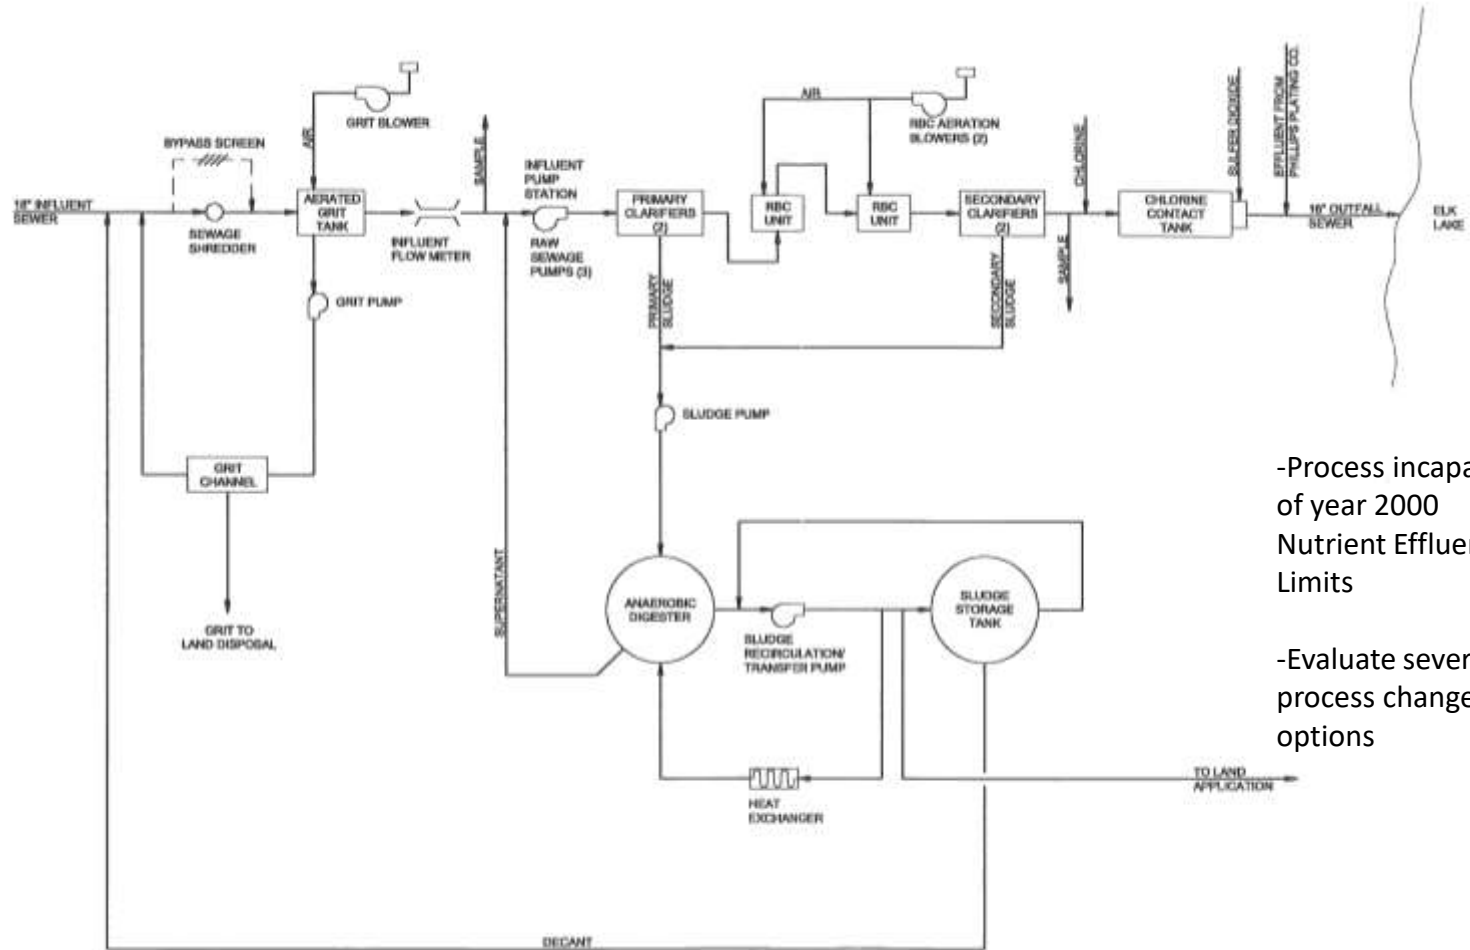 GRIT BLOWER
AIR
BYPASS SCREEN
18" INFLUENT
SEWER
SEWAGE
SHREDDER
AERATED
GRIT
TANK
INFLUENT
FLOW METER
SAMPLE
INFLUENT
PUMP
STATION
RAW
SEWAGE
PUMPS (3)
PRIMARY
CLARIFIERS
(2)
AIR
RBC AERATION
BLOWERS (2)
RBC
UNIT
RBC
UNIT
SECONDARY
CLARIFIERS
(2)
CHLORINE
SAMPLE
CHLORINE
CONTACT
TANK
SULFER DIOXIDE
EFFLUENT FROM
PHILLIPS PLATING CO.
16" OUTFALL
SEWER
ELK
LAKE
GRIT PUMP
PRIMARY
SLUDGE
SECONDARY
SLUDGE
SLUDGE PUMP
GRIT
CHANNEL
GRIT TO
LAND DISPOSAL
SUPERNATANT
ANAEROBIC
DIGESTER
SLUDGE
RECIRCULATION/
TRANSFER PUMP
SLUDGE
STORAGE
TANK
HEAT
EXCHANGER
TO LAND
APPLICATION
DECANT
-Process incapa
of year 2000
Nutrient Effluen
Limits
-Evaluate sever
process change
options